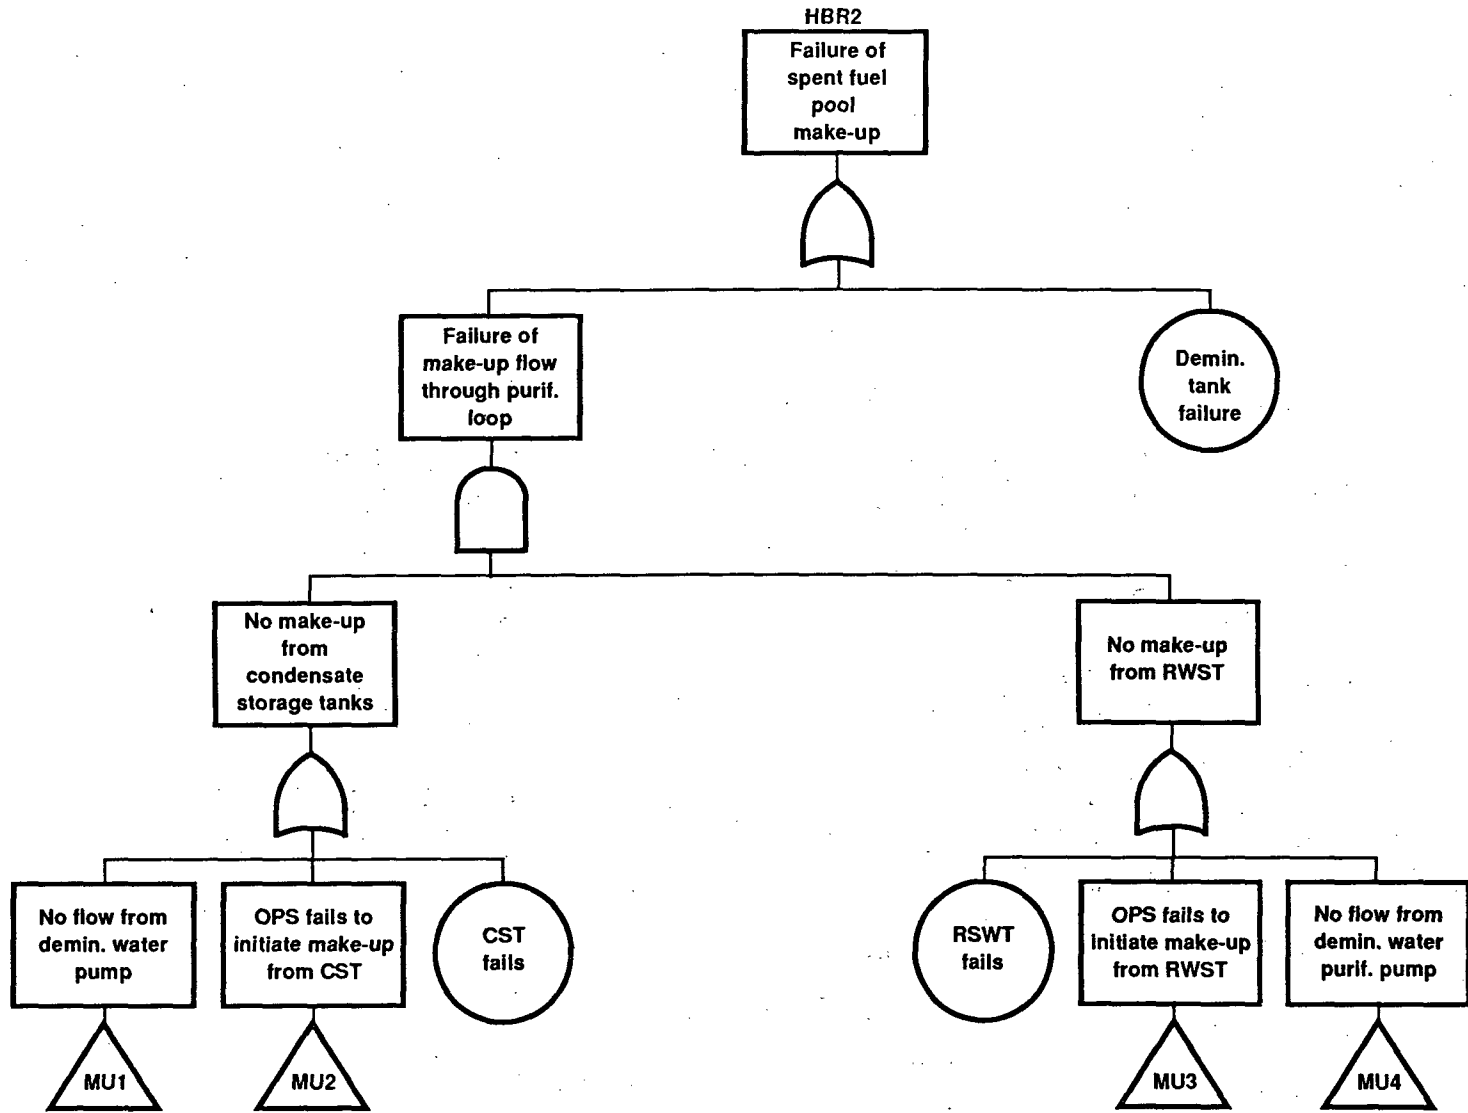 HBR2
Failure of
spent fuel
pool
make-up
Failure of
make-up flow
through purif.
loop
Demin.
tank
failure
No make-up
from
condensate
storage tanks
No make-up
from RWST
No flow from
demin. water
pump
OPS fails to
initiate make-up
from CST
CST
fails
RSWT
fails
OPS fails to
initiate make-up
from RWST
No flow from
demin. water
purif. pump
MU1
MU2
MU3
MU4